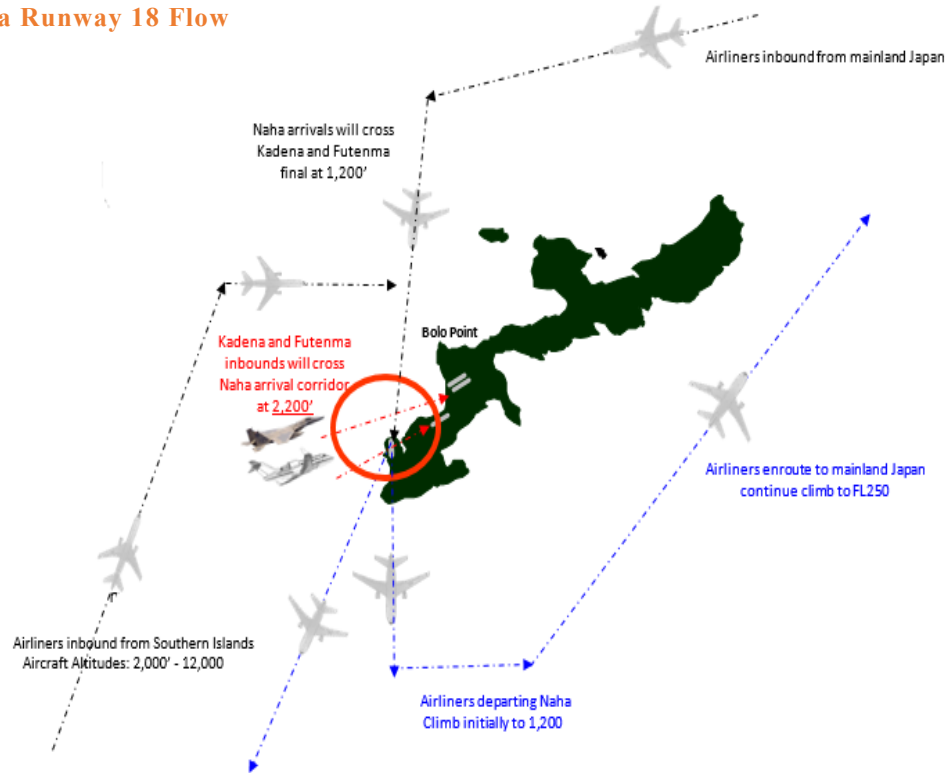 a Runway 18 Flow
Airliners inbound from mainland Japan
Naha arrivals will cross
Kadena and Futenma
final at 1,200'
Bolo Point
Kadena and Futenma
inbounds will cross
Naha arrival corridor
at 2,200'
Airliners enroute to mainland Japan
continue climb to FL250
Airliners inbound from Southern Islands
Aircraft Altitudes: 2,000' - 12,000
Airliners departing Naha
Climb initially to 1,200